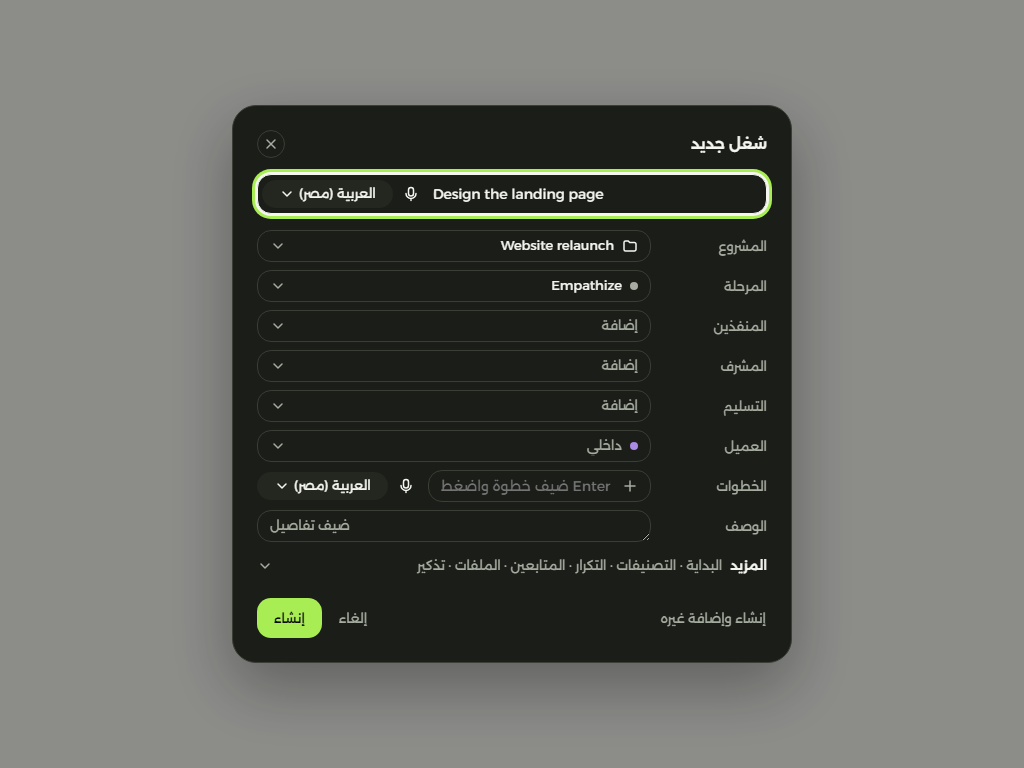 شغل جديد
Design the landing page
العربية (مصر)
المشروع
Website relaunch
المرحلة
Empathize
المنفذين
إضافة
المشرف
إضافة
التسليم
إضافة
العميل
داخلي
الخطوات
ضيف خطوة واضغط Enter
العربية (مصر)
الوصف
ضيف تفاصيل
المزيد البداية · التصنيفات · التكرار · المتابعين · الملفات · تذكير
إنشاء وإضافة غيره
إلغاء
إنشاء